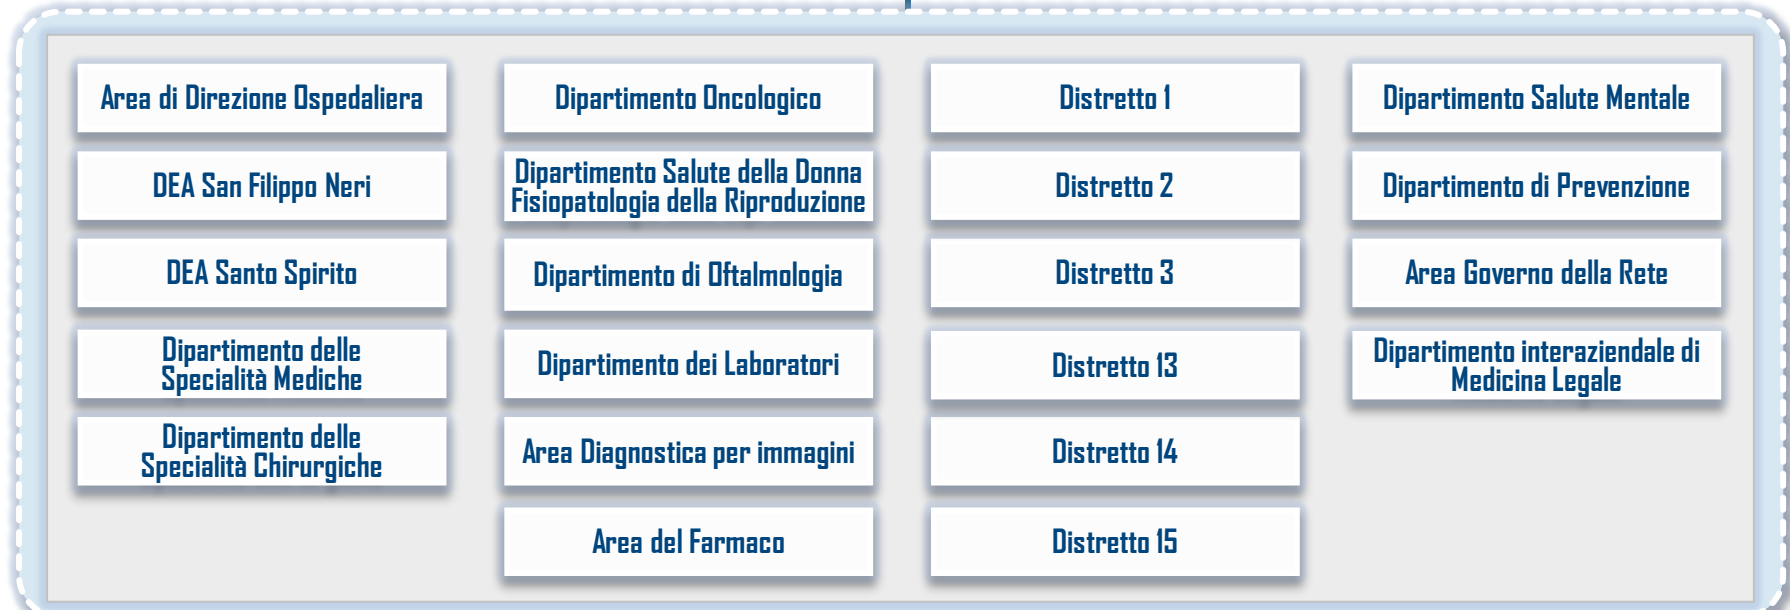 Area di Direzione Ospedaliera
DEA San Filippo Neri
DEA Santo Spirito
Dipartimento delle
Specialità Mediche
Dipartimento delle
Specialità Chirurgiche
Dipartimento Oncologico
Dipartimento Salute della Donna
Fisiopatologia della Riproduzione
Dipartimento di Oftalmologia
Dipartimento dei Laboratori
Area Diagnostica per immagini
Area del Farmaco
Distretto 1
Distretto 2
Distretto 3
Distretto 13
Distretto 14
Distretto 15
Dipartimento Salute Mentale
Dipartimento di Prevenzione
Area Governo della Rete
Dipartimento interaziendale di
Medicina Legale